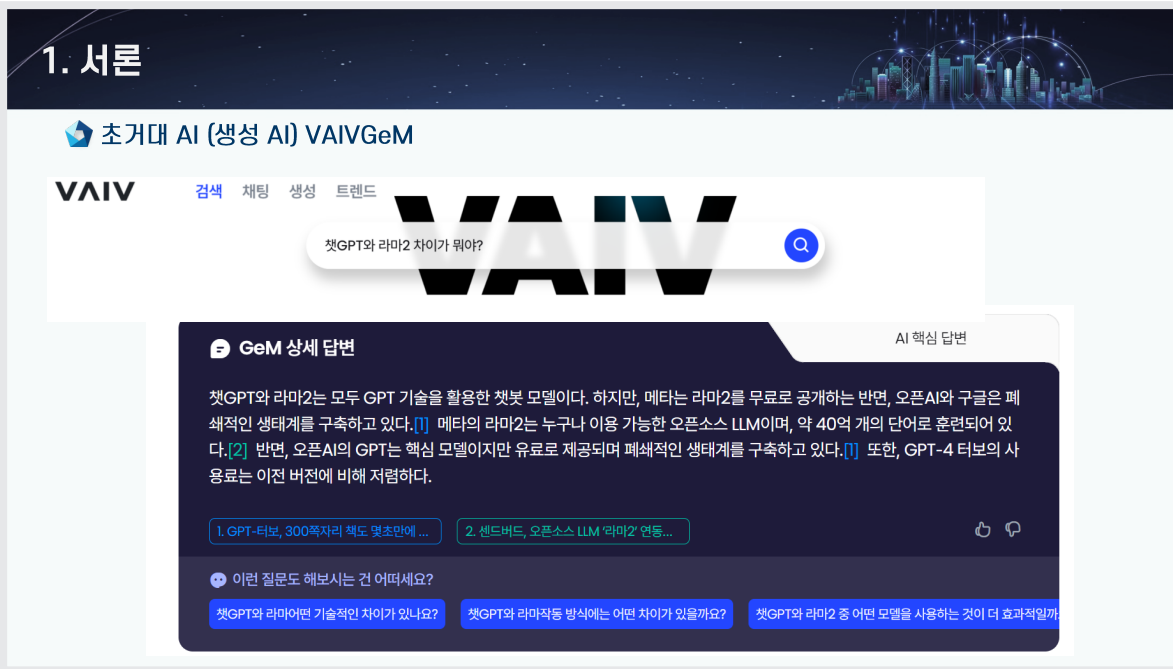 1. 서론
초거대 AI (생성 AI) VAIVGeM
VAIV 검색 채팅 생성 트렌드
VAIV
챗GPT와 라마2 차이가 뭐야?
GeM 상세 답변
AI 핵심 답변
챗GPT와 라마2는 모두 GPT 기술을 활용한 챗봇 모델이다. 하지만, 메타는 라마2를 무료로 공개하는 반면, 오픈AI와 구글은 폐
쇄적인 생태계를 구축하고 있다.[1] 메타의 라마2는 누구나 이용 가능한 오픈소스 LLM이며, 약 40억 개의 단어로 훈련되어 있
다.[2] 반면, 오픈AI의 GPT는 핵심 모델이지만 유료로 제공되며 폐쇄적인 생태계를 구축하고 있다.[1] 또한, GPT-4 터보의 사
용료는 이전 버전에 비해 저렴하다.
1. GPT-터보, 300쪽자리 책도 몇초만에 ...
2. 센드버드, 오픈소스 LLM '라마2' 연동...
이런 질문도 해보시는 건 어떠세요?
챗GPT와 라마어떤 기술적인 차이가 있나요?
챗GPT와 라마작동 방식에는 어떤 차이가 있을까요?
챗GPT와 라마2 중 어떤 모델을 사용하는 것이 더 효과적일까